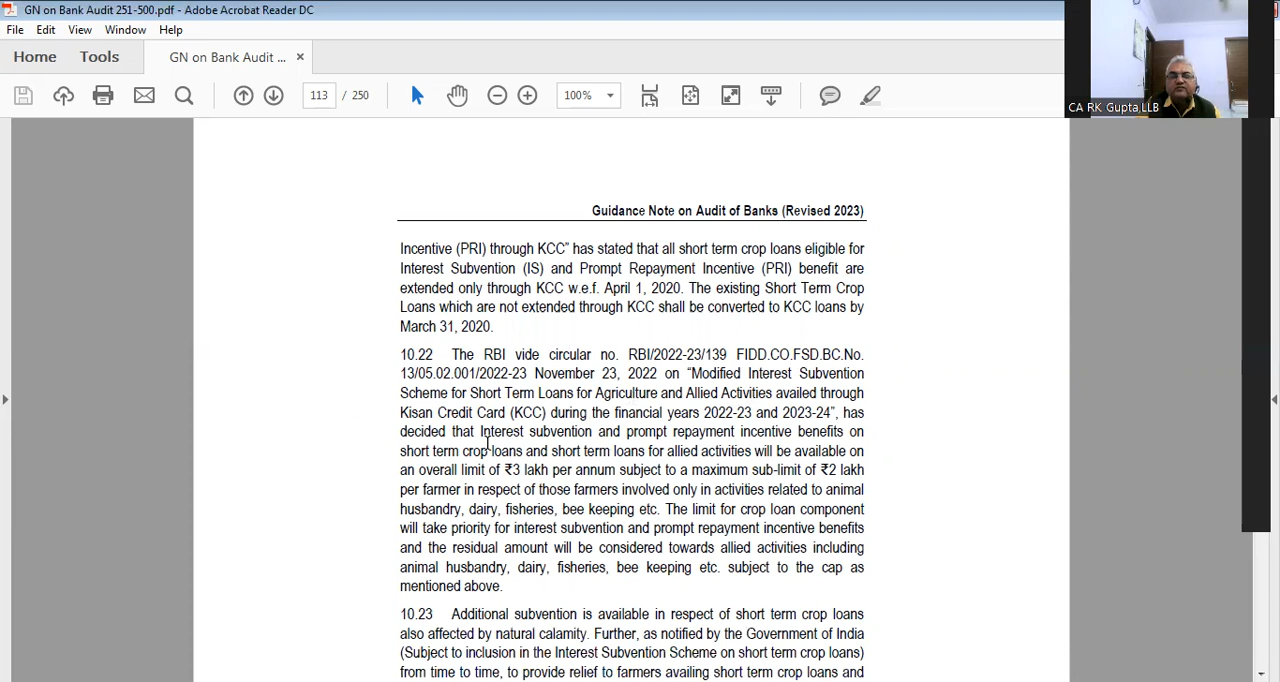 GN on Bank Audit 251-500.pdf - Adobe Acrobat Reader DC
File Edit View Window Help
Home Tools GN on Bank Audit ... ×
113 / 250 100%
CA RK Gupta,LLB
Guidance Note on Audit of Banks (Revised 2023)
Incentive (PRI) through KCC” has stated that all short term crop loans eligible for
Interest Subvention (IS) and Prompt Repayment Incentive (PRI) benefit are
extended only through KCC w.e.f. April 1, 2020. The existing Short Term Crop
Loans which are not extended through KCC shall be converted to KCC loans by
March 31, 2020.
10.22 The RBI vide circular no. RBI/2022-23/139 FIDD.CO.FSD.BC.No.
13/05.02.001/2022-23 November 23, 2022 on “Modified Interest Subvention
Scheme for Short Term Loans for Agriculture and Allied Activities availed through
Kisan Credit Card (KCC) during the financial years 2022-23 and 2023-24”, has
decided that Interest subvention and prompt repayment incentive benefits on
short term crop loans and short term loans for allied activities will be available on
an overall limit of ₹3 lakh per annum subject to a maximum sub-limit of ₹2 lakh
per farmer in respect of those farmers involved only in activities related to animal
husbandry, dairy, fisheries, bee keeping etc. The limit for crop loan component
will take priority for interest subvention and prompt repayment incentive benefits
and the residual amount will be considered towards allied activities including
animal husbandry, dairy, fisheries, bee keeping etc. subject to the cap as
mentioned above.
10.23 Additional subvention is available in respect of short term crop loans
also affected by natural calamity. Further, as notified by the Government of India
(Subject to inclusion in the Interest Subvention Scheme on short term crop loans)
from time to time, to provide relief to farmers availing short term crop loans and